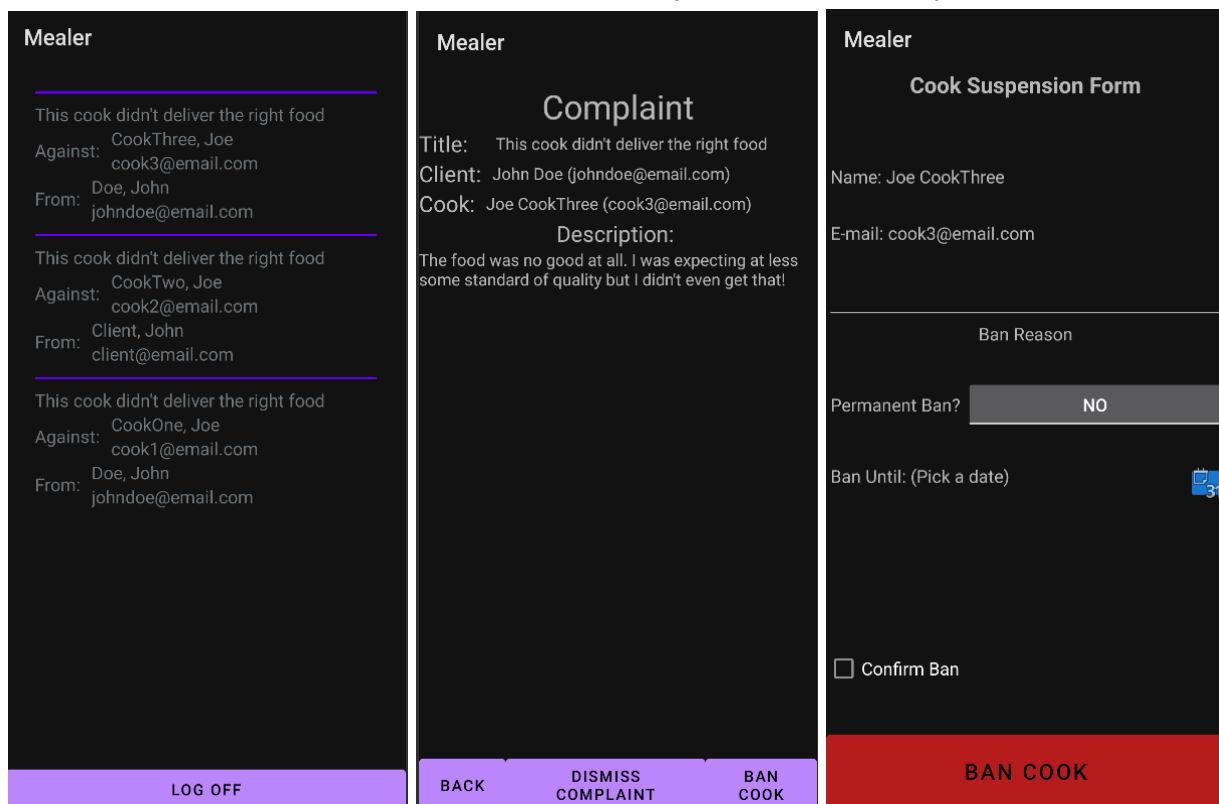 Mealer
This cook didn't deliver the right food
Against:
CookThree, Joe
cook3@email.com
From:
Doe, John
johndoe@email.com
This cook didn't deliver the right food
Against:
CookTwo, Joe
cook2@email.com
From:
Client, John
client@email.com
This cook didn't deliver the right food
Against:
CookOne, Joe
cook1@email.com
From:
Doe, John
johndoe@email.com
LOG OFF
Mealer
Complaint
Title: This cook didn't deliver the right food
Client: John Doe (johndoe@email.com)
Cook: Joe CookThree (cook3@email.com)
Description:
The food was no good at all. I was expecting at less
some standard of quality but I didn't even get that!
BACK
DISMISS
COMPLAINT
BAN
COOK
Mealer
Cook Suspension Form
Name: Joe CookThree
E-mail: cook3@email.com
Ban Reason
Permanent Ban? NO
Ban Until: (Pick a date)
31
Confirm Ban
BAN COOK